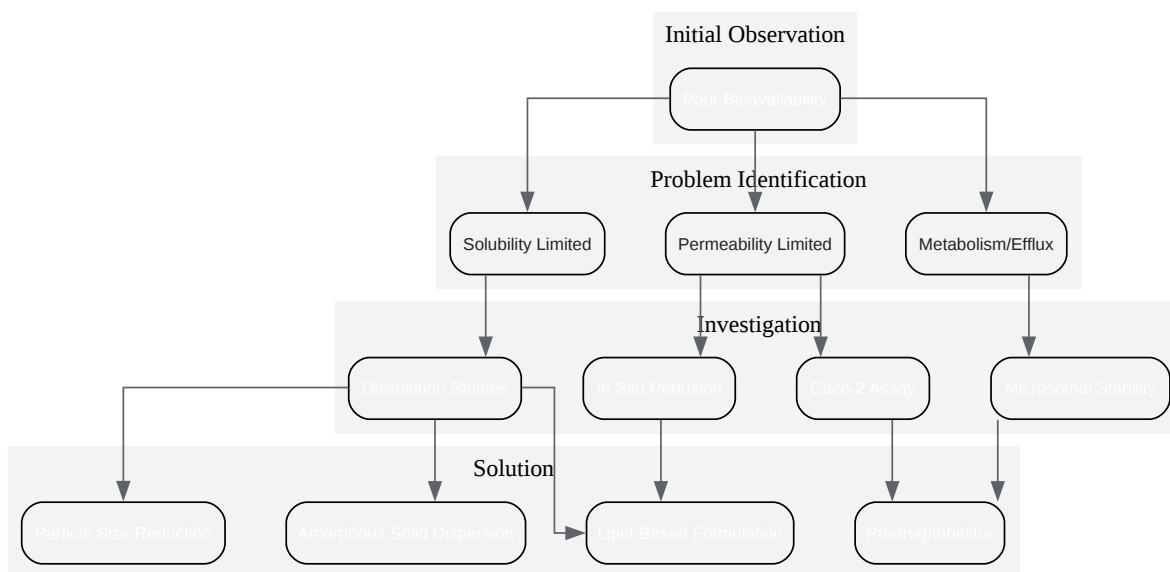 Initial Observation
Poor Bioavailability
Problem Identification
Solubility Limited
Permeability Limited
Metabolism/Efflux
Investigation
Dissolution Studies
In Situ Perfusion
Caco-2 Assay
Microsomal Stability
Solution
Particle Size Reduction
Amorphous Solid Dispersion
Lipid-Based Formulation
Prodrug/Inhibitor